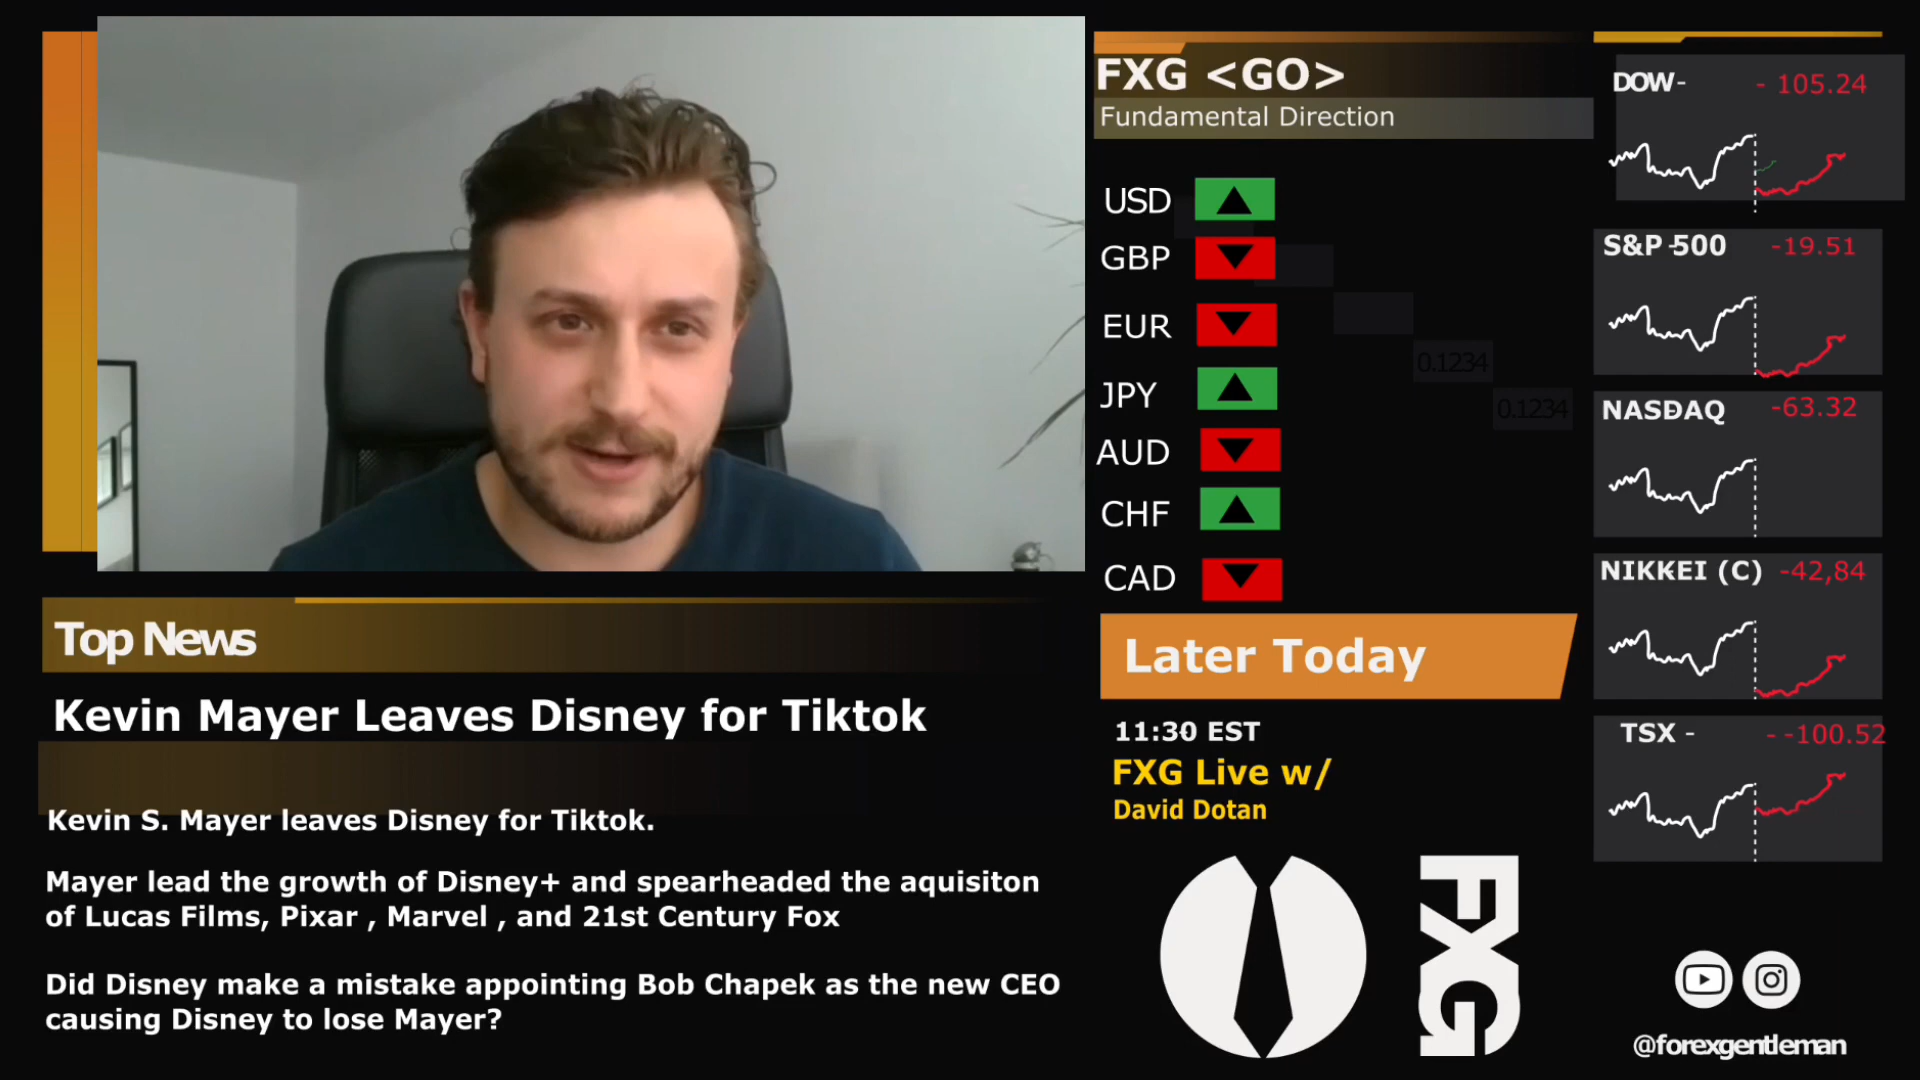 FXG <GO>
Fundamental Direction
USD
GBP
EUR
JPY
AUD
CHF
CAD
0.1234
0.1234
DOW -
- 105.24
S&P 500
-19.51
NASDAQ
-63.32
NIKKEI (C)
-42,84
TSX -
- -100.52
Top News
Kevin Mayer Leaves Disney for Tiktok
Kevin S. Mayer leaves Disney for Tiktok.
Mayer lead the growth of Disney+ and spearheaded the aquisiton
of Lucas Films, Pixar , Marvel , and 21st Century Fox
Did Disney make a mistake appointing Bob Chapek as the new CEO
causing Disney to lose Mayer?
Later Today
11:30 EST
FXG Live w/
David Dotan
FXG
@forexgentleman